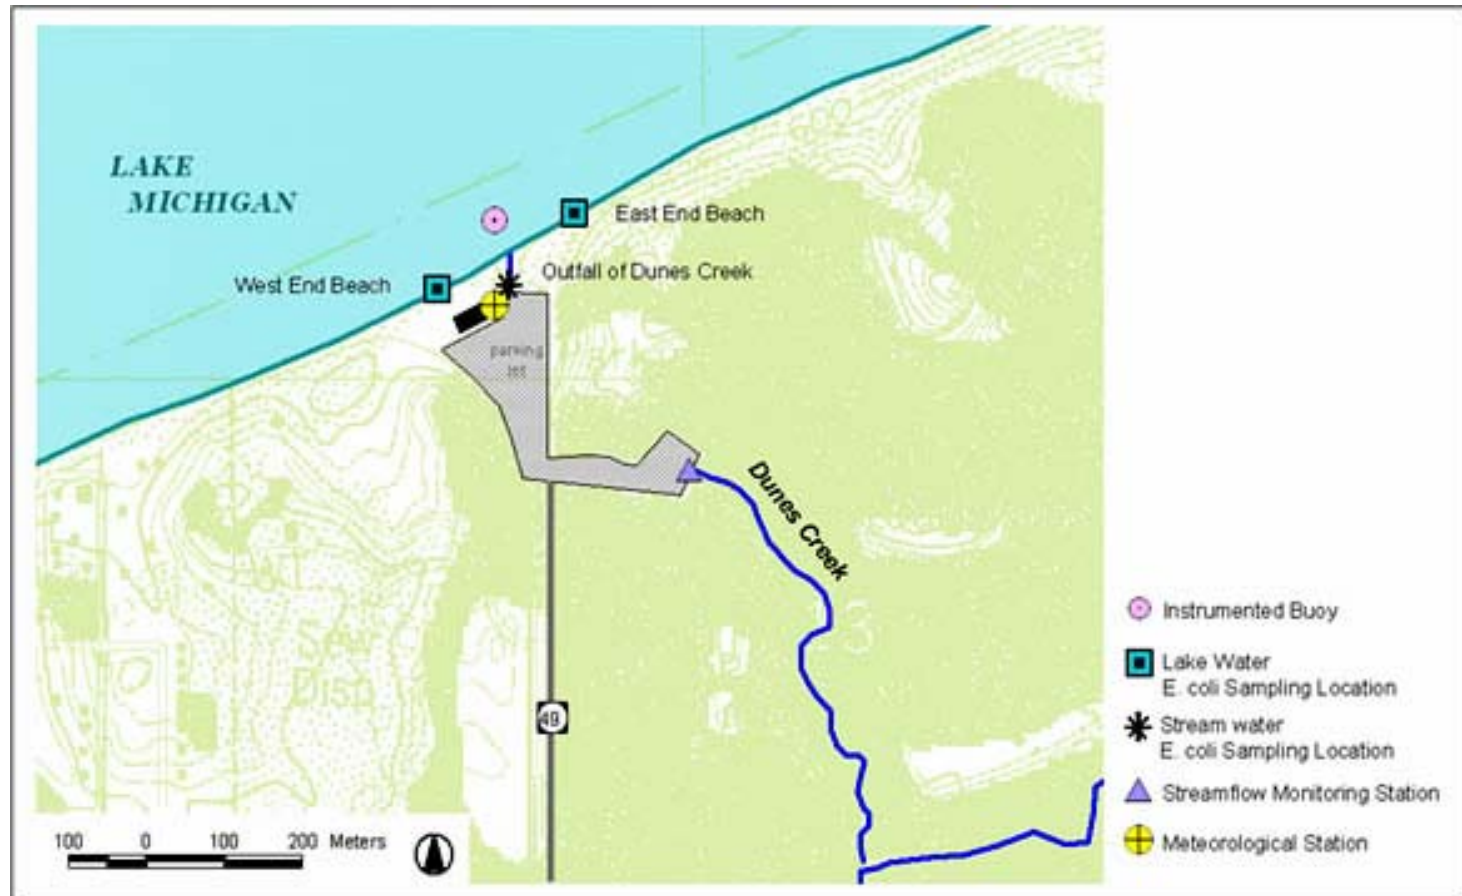 LAKE
MICHIGAN
East End Beach
Outfall of Dunes Creek
West End Beach
parking
lot
Dunes Creek
3
49
100 0 100 200 Meters
Instrumented Buoy
Lake Water
E. coli Sampling Location
Stream water
E. coli Sampling Location
Streamflow Monitoring Station
Meteorological Station